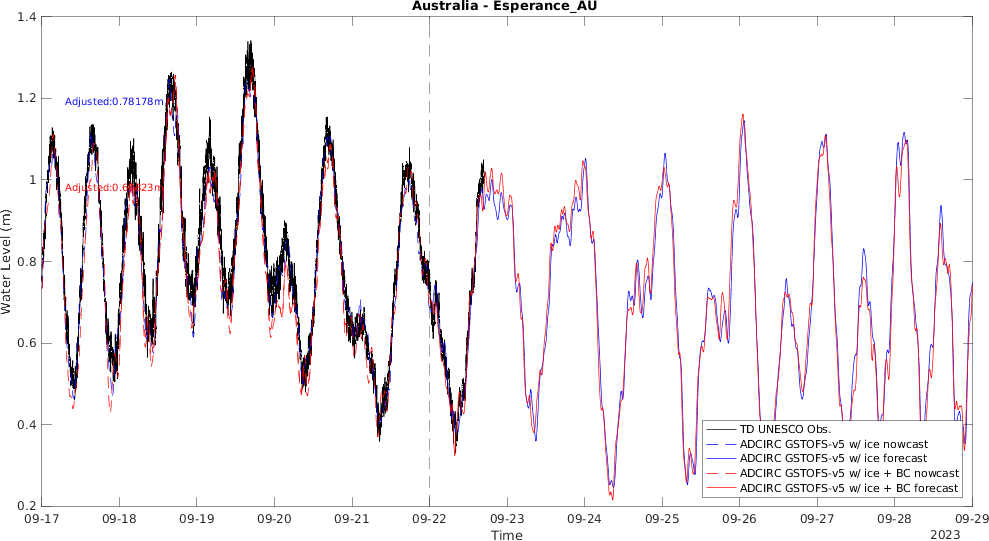 Australia - Esperance_AU
1.4
1.2
1
0.8
0.6
0.4
0.2
Water Level (m)
Adjusted:0.78178m
TD UNESCO Obs.
ADCIRC GSTOFS-v5 w/ ice nowcast
ADCIRC GSTOFS-v5 w/ ice forecast
ADCIRC GSTOFS-v5 w/ ice + BC nowcast
ADCIRC GSTOFS-v5 w/ ice + BC forecast
09-17 09-18 09-19 09-20 09-21 09-22 09-23 09-24 09-25 09-26 09-27 09-28 09-29
Time
2023